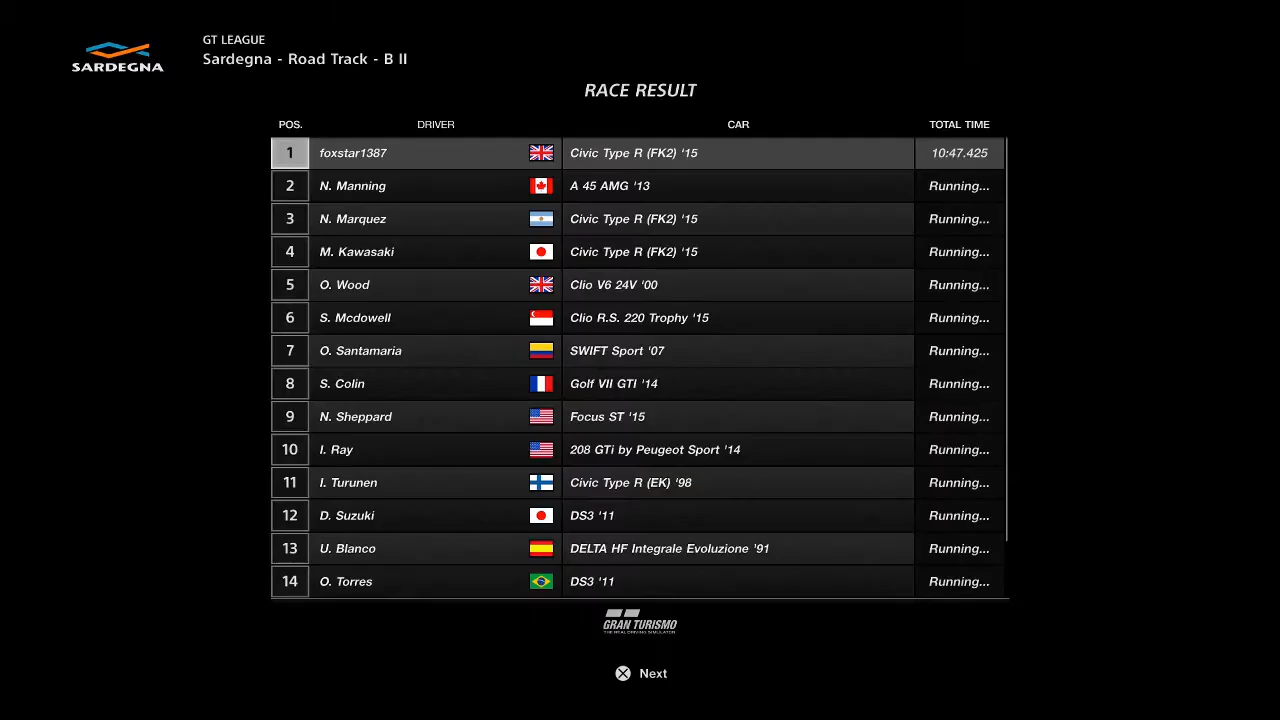 SARDEGNA
GT LEAGUE
Sardegna - Road Track - B II
RACE RESULT
POS. DRIVER CAR TOTAL TIME
1 foxstar1387 Civic Type R (FK2) '15 10:47.425
2 N. Manning A 45 AMG '13 Running...
3 N. Marquez Civic Type R (FK2) '15 Running...
4 M. Kawasaki Civic Type R (FK2) '15 Running...
5 O. Wood Clio V6 24V '00 Running...
6 S. Mcdowell Clio R.S. 220 Trophy '15 Running...
7 O. Santamaria SWIFT Sport '07 Running...
8 S. Colin Golf VII GTI '14 Running...
9 N. Sheppard Focus ST '15 Running...
10 I. Ray 208 GTi by Peugeot Sport '14 Running...
11 I. Turunen Civic Type R (EK) '98 Running...
12 D. Suzuki DS3 '11 Running...
13 U. Blanco DELTA HF Integrale Evoluzione '91 Running...
14 O. Torres DS3 '11 Running...
GRAN TURISMO
THE REAL DRIVING SIMULATOR
Next